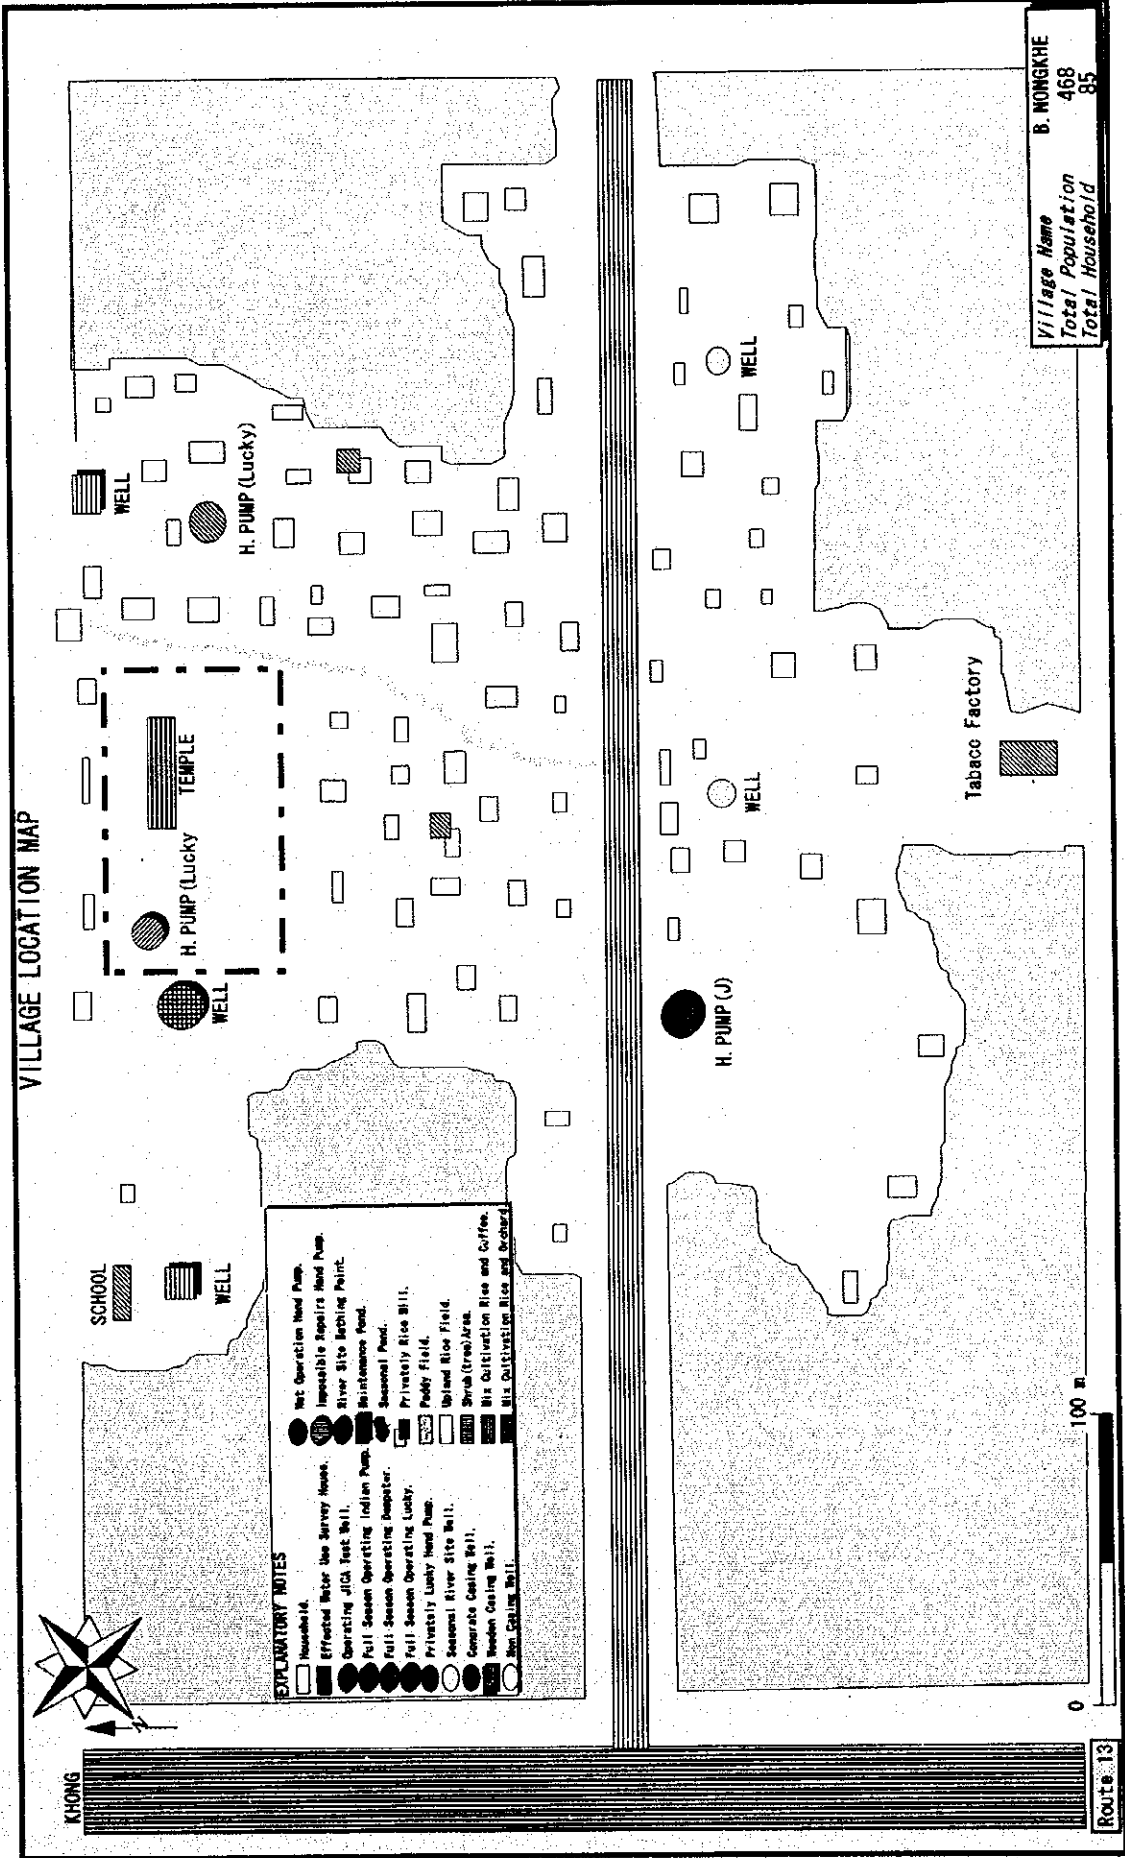 VILLAGE LOCATION MAP
KHONG
N
SCHOOL
WELL
WELL
H. PUMP (Lucky
TEMPLE
WELL
H. PUMP (Lucky)
EXPLANATORY NOTES
Household.
Effected Water Use Survey House.
Operating JICA Test Well.
Full Season Operating Indian Pump.
Full Season Operating Dempster.
Full Season Operating Lucky.
Privately Lucky Hand Pump.
Seasonal River Site Well.
Concrate Casing Well.
Wooden Casing Well.
Non Casing Well.
Not Operation Hand Pump.
Impossible Repairs Hand Pump.
River Site Bathing Point.
Maintenance Pond.
Seasonal Pond.
Privately Rice Mill.
Paddy Field.
Upland Rice Field.
Shrub(tree)Area.
Mix Cultivation Rice and Coffee.
Mix Cultivation Rice and Orchard.
H. PUMP (J)
WELL
WELL
Tabacc Factory
0
100 m
Route 13
Village Name B. NONGKHE
Total Population 468
Total Household 85